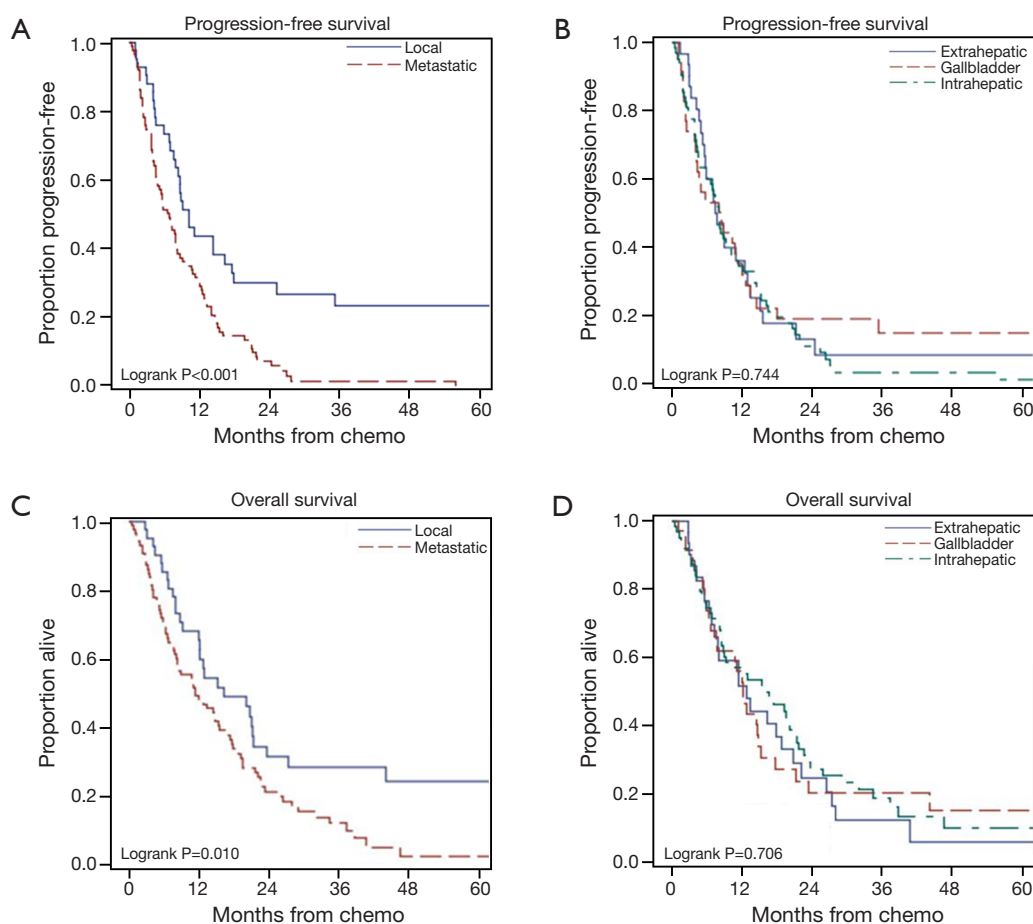 A
Progression-free survival
Local
Metastatic
Proportion progression-free
1.0
0.8
0.6
0.4
0.2
0.0
Logrank P<0.001
0 12 24 36 48 60
Months from chemo
B
Progression-free survival
Extrahepatic
Gallbladder
Intrahepatic
Proportion progression-free
1.0
0.8
0.6
0.4
0.2
0.0
Logrank P=0.744
0 12 24 36 48 60
Months from chemo
C
Overall survival
Local
Metastatic
Proportion alive
1.0
0.8
0.6
0.4
0.2
0.0
Logrank P=0.010
0 12 24 36 48 60
Months from chemo
D
Overall survival
Extrahepatic
Gallbladder
Intrahepatic
Proportion alive
1.0
0.8
0.6
0.4
0.2
0.0
Logrank P=0.706
0 12 24 36 48 60
Months from chemo